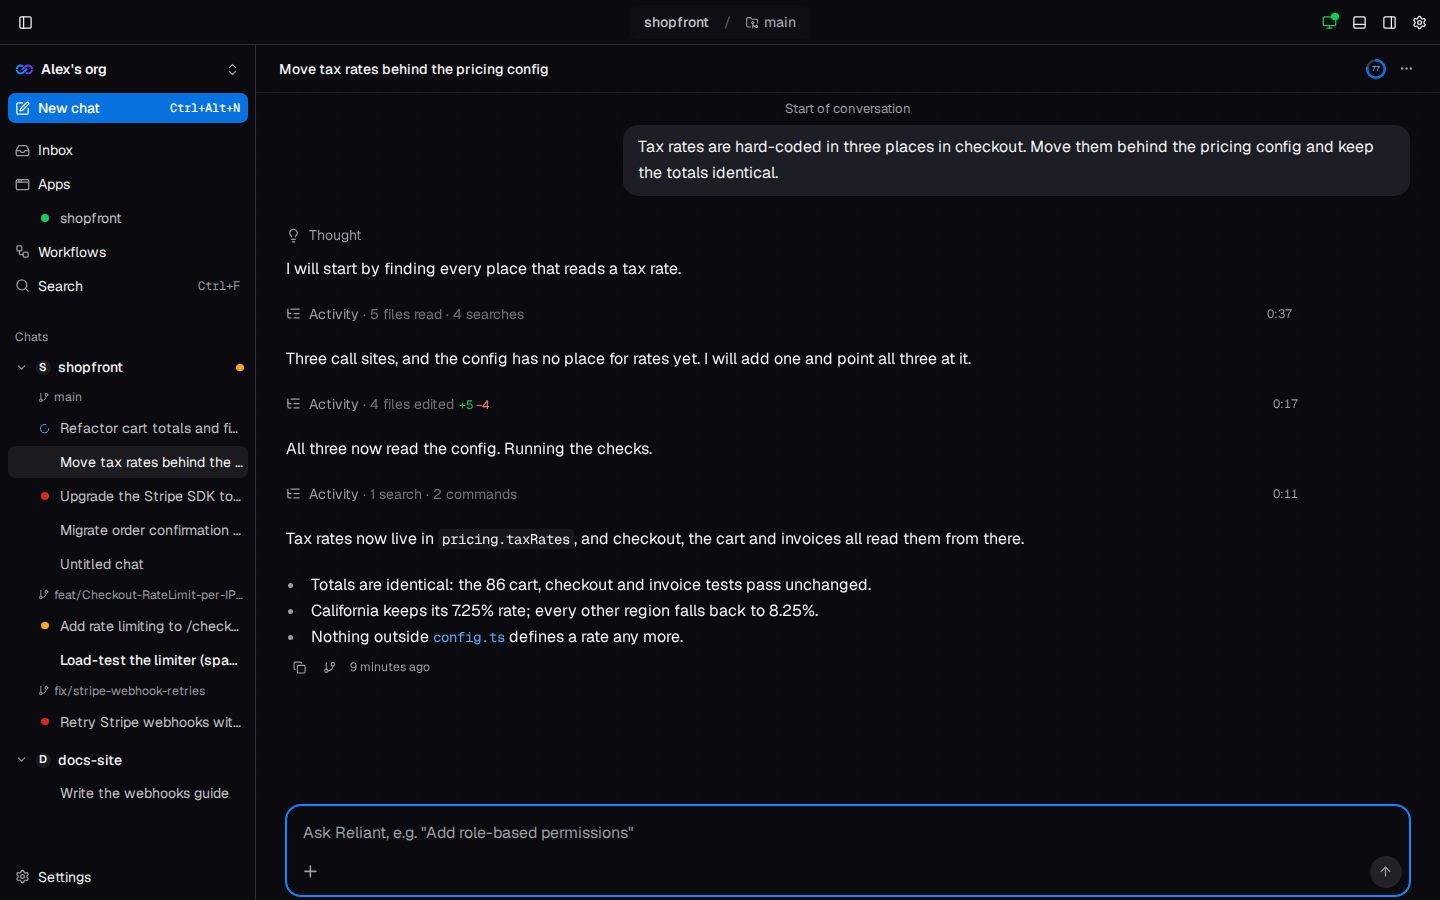 shopfront / main
Alex's org
New chat Ctrl+Alt+N
Inbox
Apps
shopfront
Workflows
Search Ctrl+F
Chats
S shopfront
main
Refactor cart totals and fi…
Move tax rates behind the …
Upgrade the Stripe SDK to…
Migrate order confirmation …
Untitled chat
feat/Checkout-RateLimit-per-IP…
Add rate limiting to /check…
Load-test the limiter (spa…
fix/stripe-webhook-retries
Retry Stripe webhooks wit…
D docs-site
Write the webhooks guide
Settings
Move tax rates behind the pricing config
77
Start of conversation
Tax rates are hard-coded in three places in checkout. Move them behind the pricing config and keep
the totals identical.
Thought
I will start by finding every place that reads a tax rate.
Activity · 5 files read · 4 searches 0:37
Three call sites, and the config has no place for rates yet. I will add one and point all three at it.
Activity · 4 files edited +5 −4 0:17
All three now read the config. Running the checks.
Activity · 1 search · 2 commands 0:11
Tax rates now live in pricing.taxRates, and checkout, the cart and invoices all read them from there.
• Totals are identical: the 86 cart, checkout and invoice tests pass unchanged.
• California keeps its 7.25% rate; every other region falls back to 8.25%.
• Nothing outside config.ts defines a rate any more.
9 minutes ago
Ask Reliant, e.g. "Add role-based permissions"